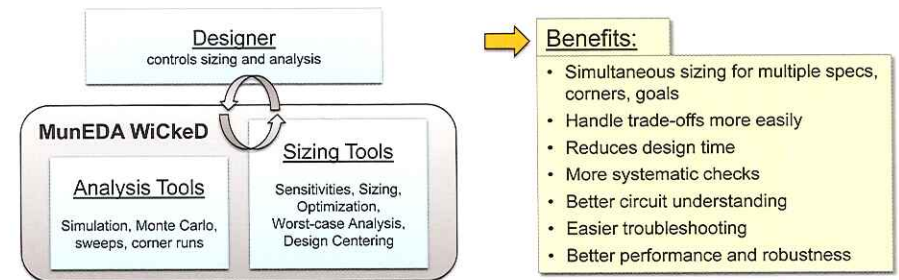 Designer
controls sizing and analysis
MunEDA WiCkeD
Analysis Tools
Simulation, Monte Carlo,
sweeps, corner runs
Sizing Tools
Sensitivities, Sizing,
Optimization,
Worst-case Analysis,
Design Centering
Benefits:
• Simultaneous sizing for multiple specs,
corners, goals
• Handle trade-offs more easily
• Reduces design time
• More systematic checks
• Better circuit understanding
• Easier troubleshooting
• Better performance and robustness